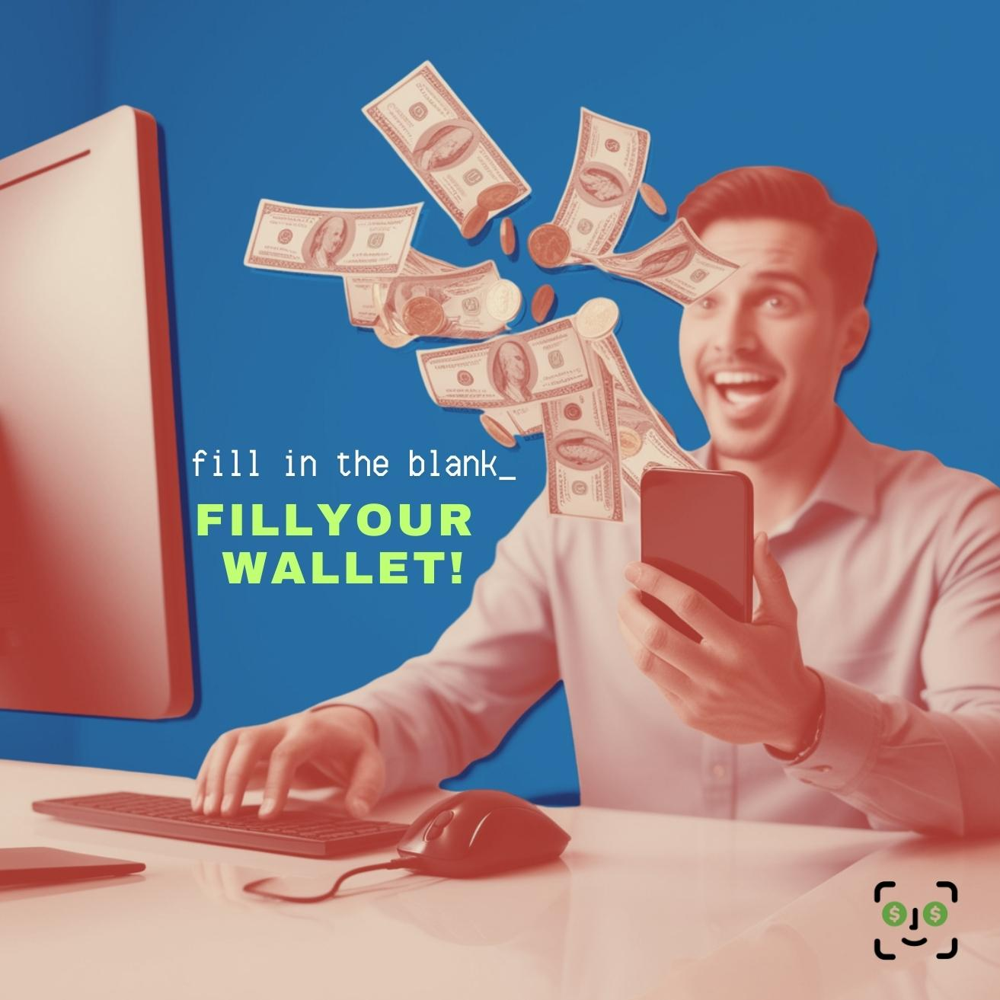 fill in the blank_
FILLYOUR
WALLET!
$ $